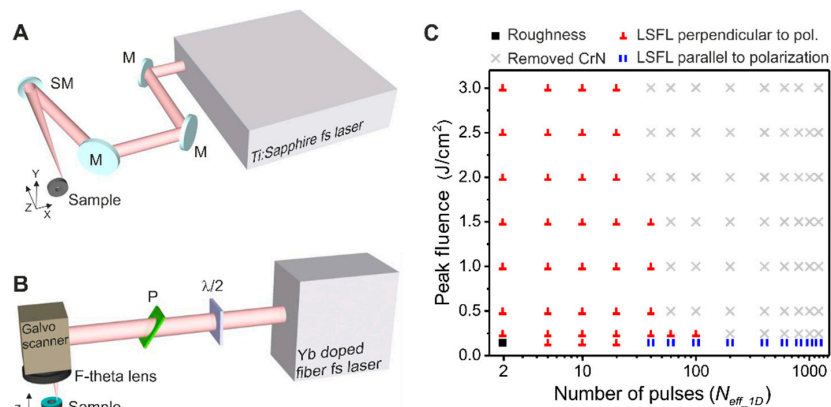 A
M
SM
M
M
Ti:Sapphire fs laser
Y
Z
X
Sample
B
λ/2
P
Galvo
scanner
Yb doped
fiber fs laser
F-theta lens
Z
Sample
C
Roughness
LSFL perpendicular to pol.
Removed CrN
LSFL parallel to polarization
3.0
2.5
2.0
1.5
1.0
0.5
0.0
Peak fluence (J/cm²)
2
10
100
1000
Number of pulses (Neff_1D)